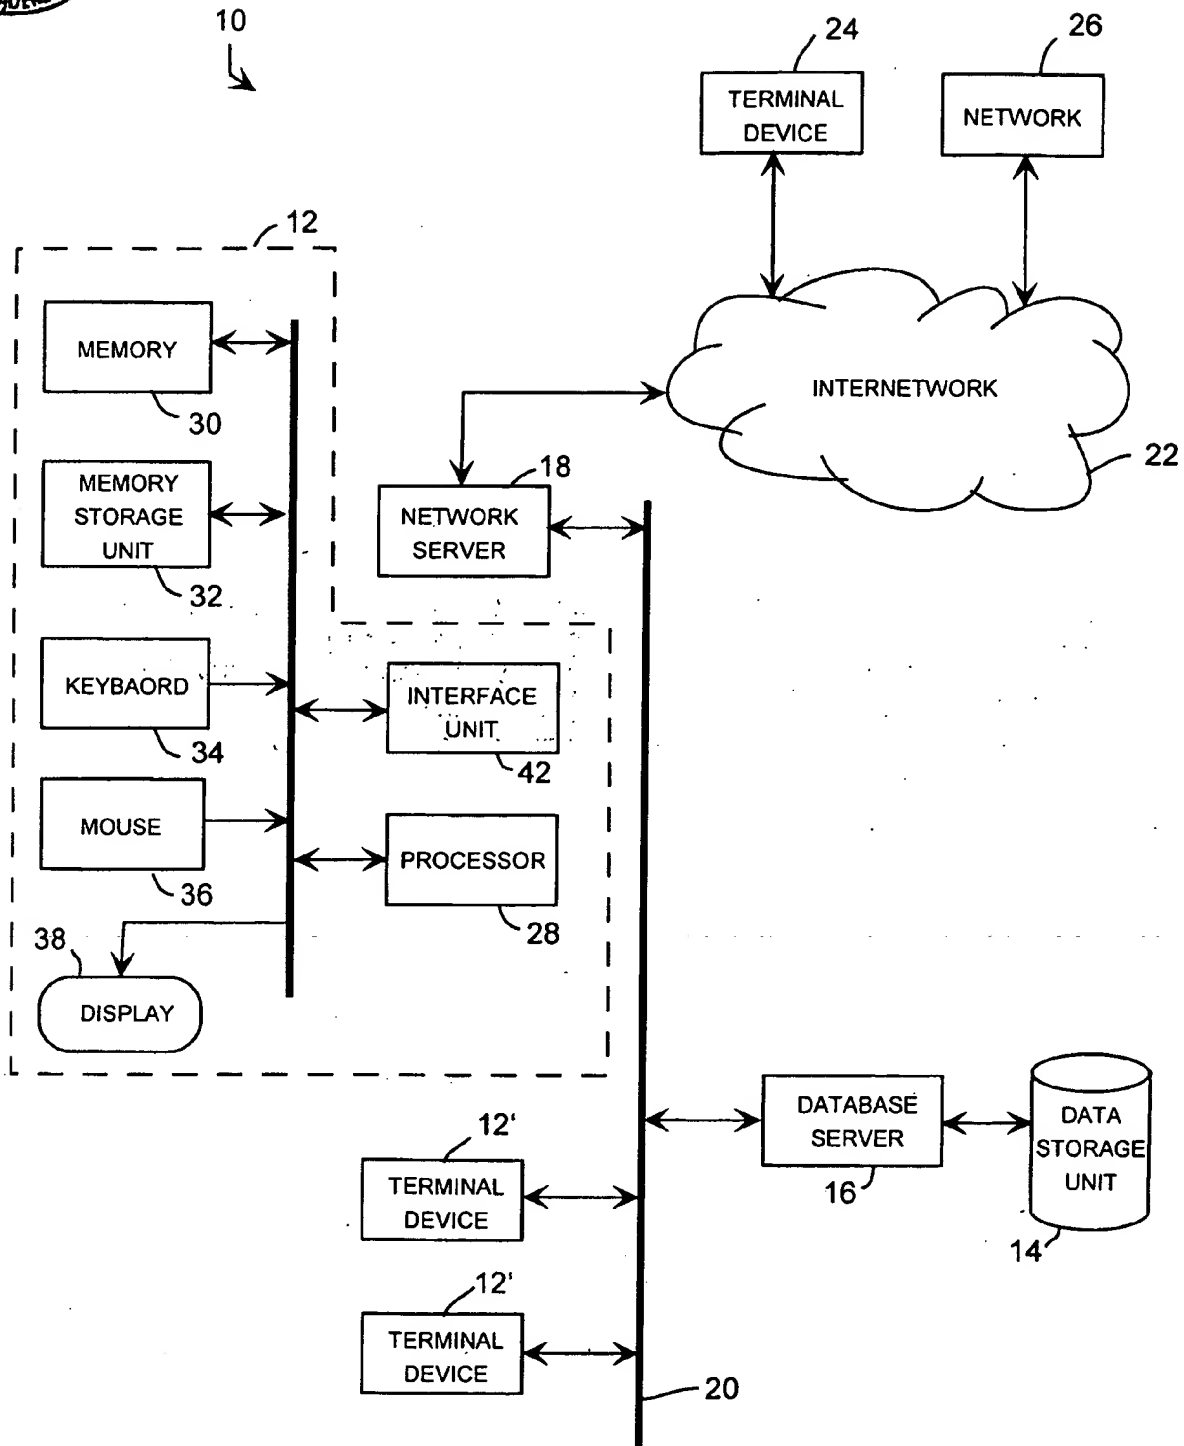 10
24
26
TERMINAL
DEVICE
NETWORK
12
MEMORY
30
INTERNETWORK
22
MEMORY
STORAGE
UNIT
32
18
NETWORK
SERVER
KEYBAORD
34
INTERFACE
UNIT
42
MOUSE
36
PROCESSOR
28
38
DISPLAY
DATABASE
SERVER
16
DATA
STORAGE
UNIT
14
12'
TERMINAL
DEVICE
12'
TERMINAL
DEVICE
20